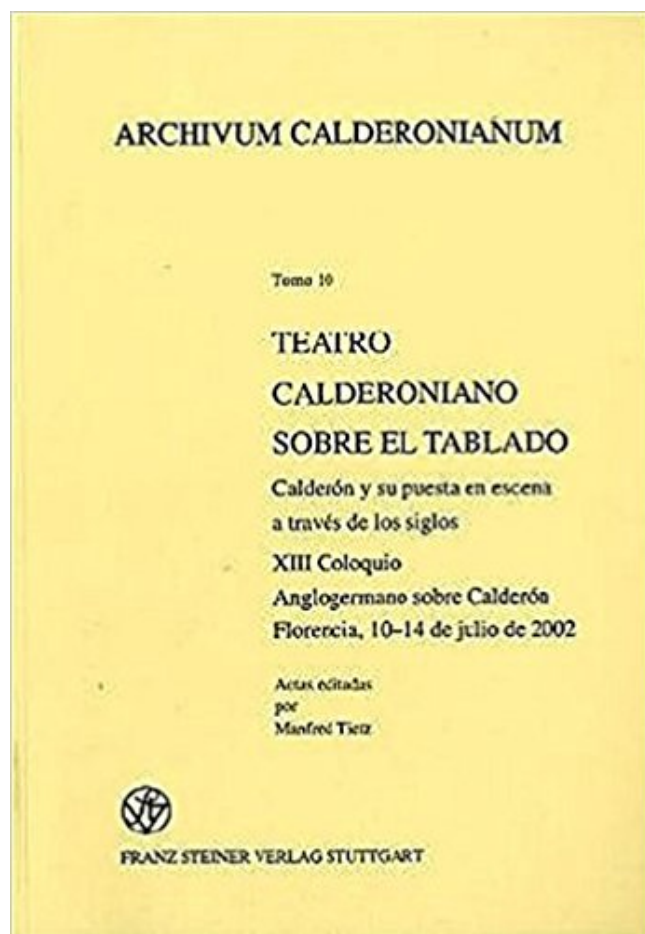 ARCHIVUM CALDERONIANUM
Tomo 10
TEATRO
CALDERONIANO
SOBRE EL TABLADO
Calderón y su puesta en escena
a través de los siglos
XIII Coloquio
Anglogermano sobre Calderón
Florencia, 10–14 de julio de 2002
Actas editadas
por
Manfred Tietz
FRANZ STEINER VERLAG STUTTGART